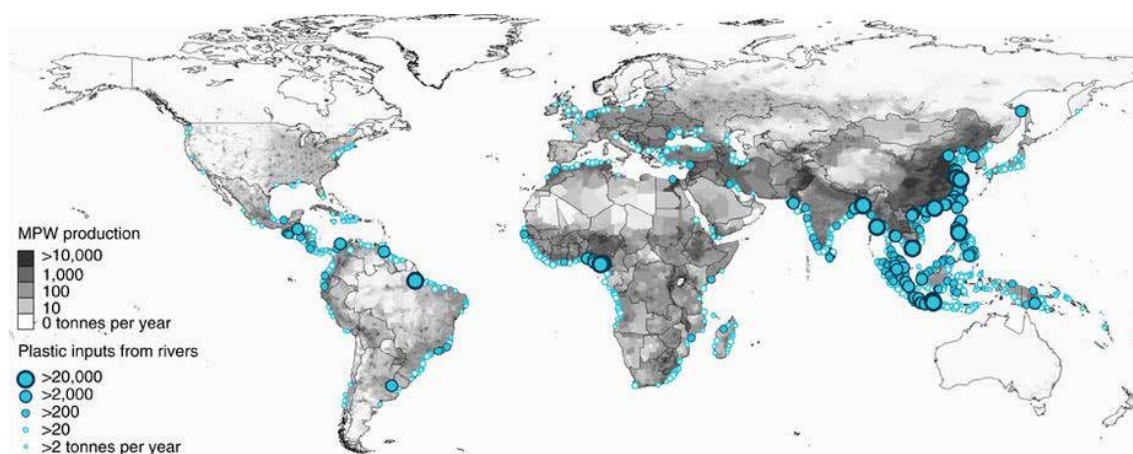 MPW production
>10,000
1,000
100
10
0 tonnes per year
Plastic inputs from rivers
>20,000
>2,000
>200
>20
>2 tonnes per year